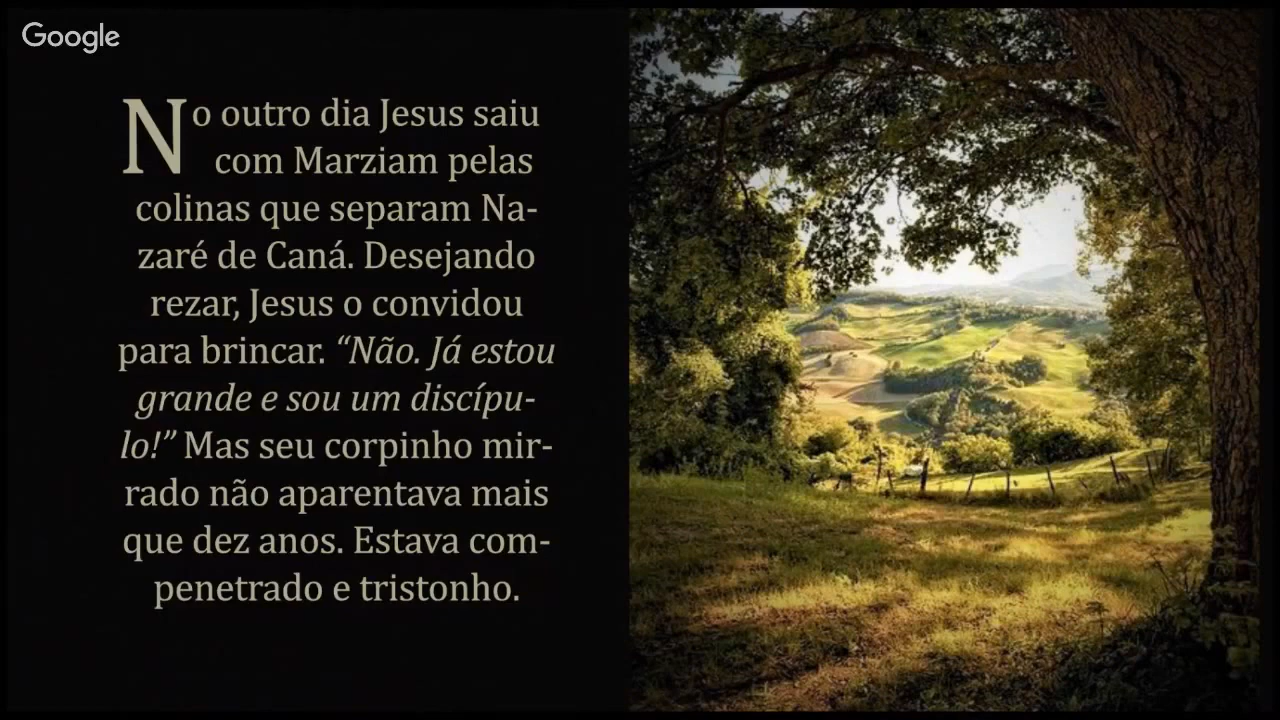 Google
No outro dia Jesus saiu
com Marziam pelas
colinas que separam Na-
zaré de Caná. Desejando
rezar, Jesus o convidou
para brincar. “Não. Já estou
grande e sou um discípu-
lo!” Mas seu corpinho mir-
rado não aparentava mais
que dez anos. Estava com-
penetrado e tristonho.